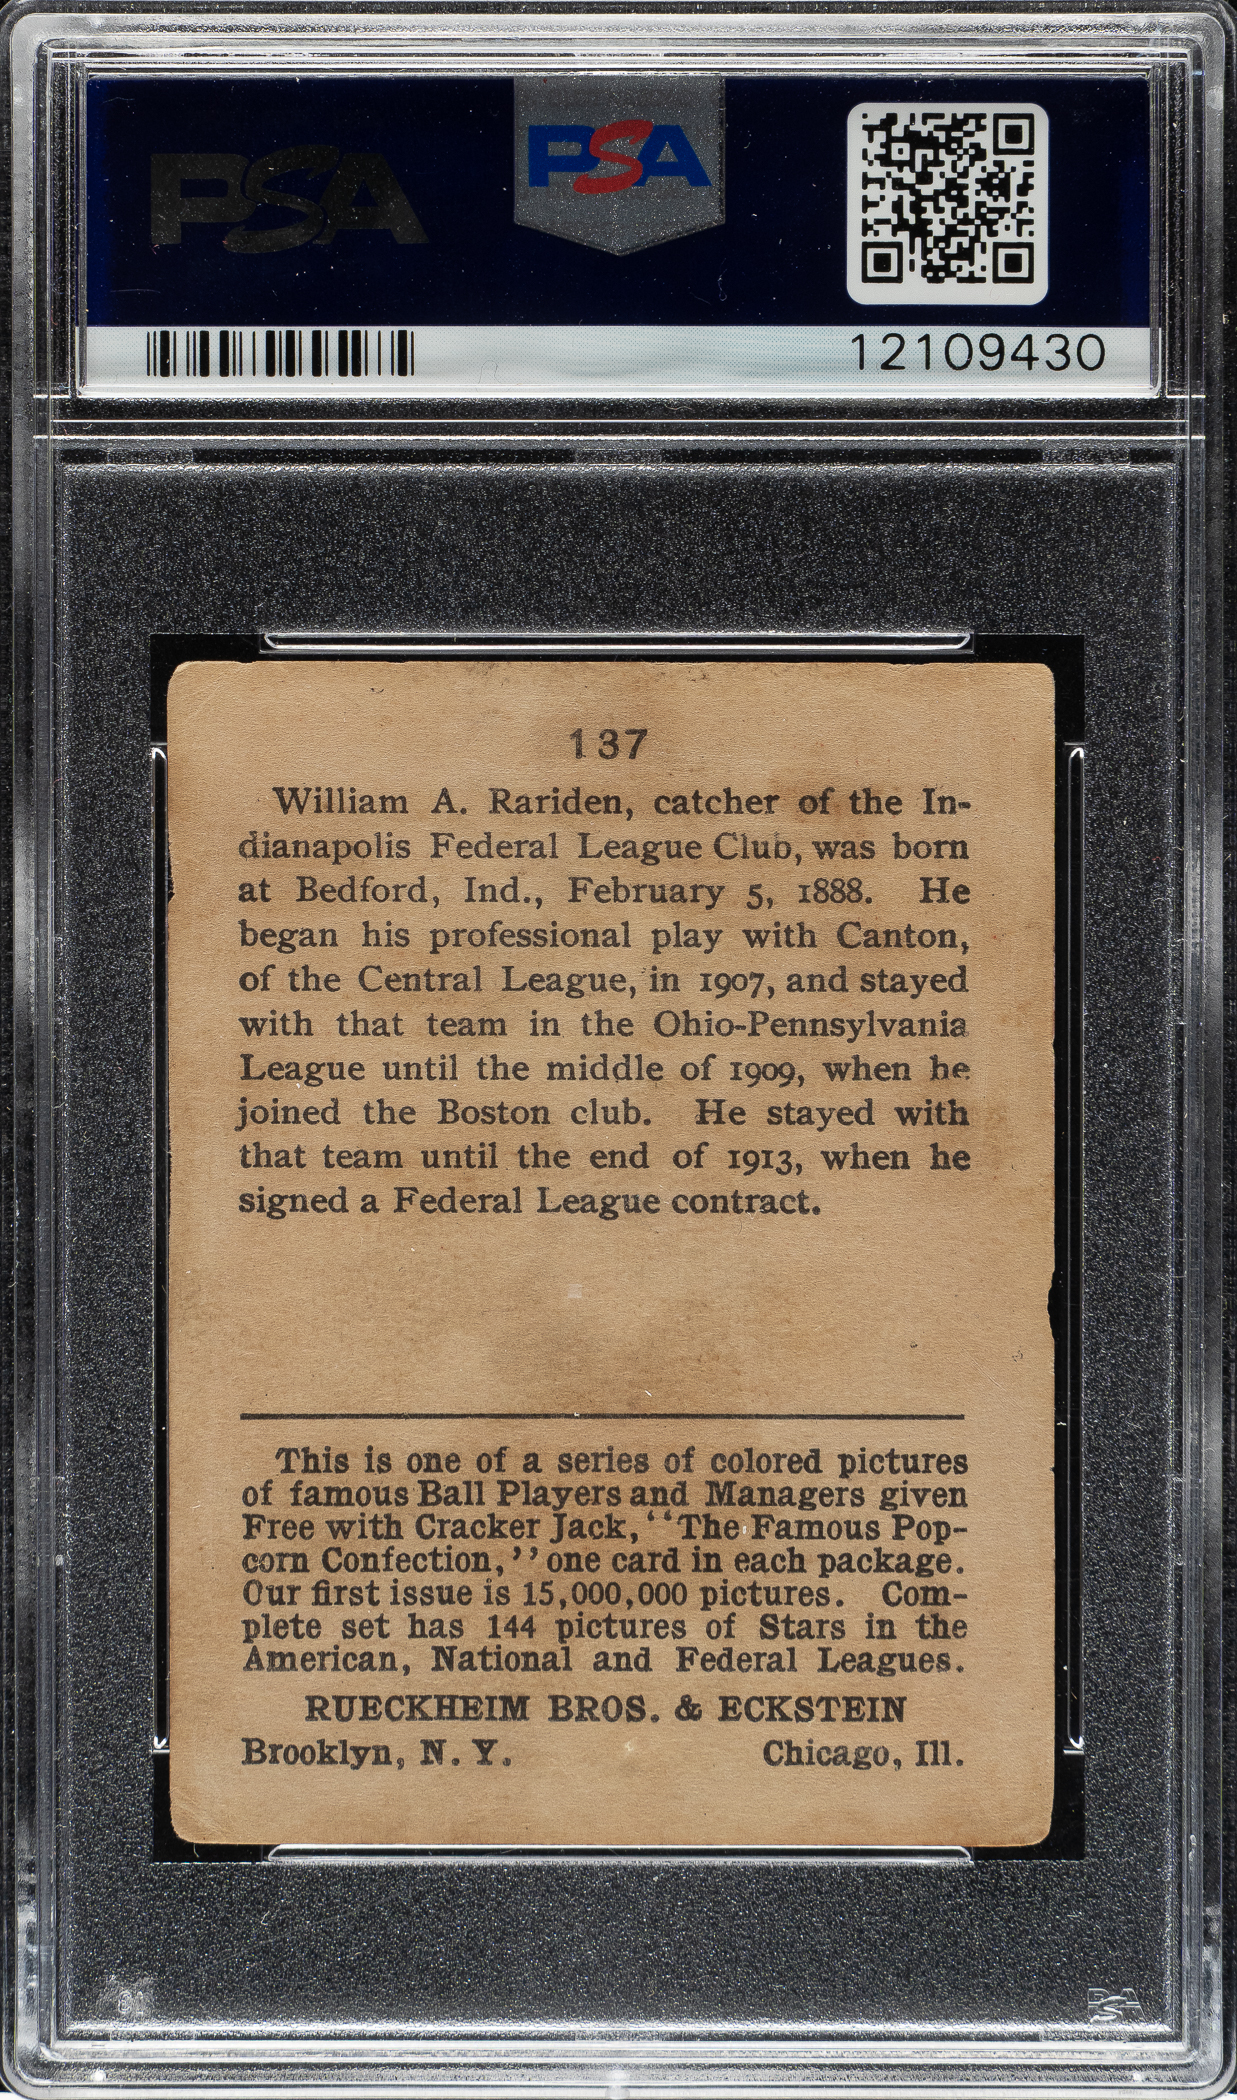 PSA
PSA
12109430
137
William A. Rariden, catcher of the In-
dianapolis Federal League Club, was born
at Bedford, Ind., February 5, 1888. He
began his professional play with Canton,
of the Central League, in 1907, and stayed
with that team in the Ohio-Pennsylvania
League until the middle of 1909, when he
joined the Boston club. He stayed with
that team until the end of 1913, when he
signed a Federal League contract.
This is one of a series of colored pictures
of famous Ball Players and Managers given
Free with Cracker Jack, ‘‘The Famous Pop-
corn Confection,’’ one card in each package.
Our first issue is 15,000,000 pictures. Com-
plete set has 144 pictures of Stars in the
American, National and Federal Leagues.
RUECKHEIM BROS. & ECKSTEIN
Brooklyn, N. Y. Chicago, Ill.
PSA